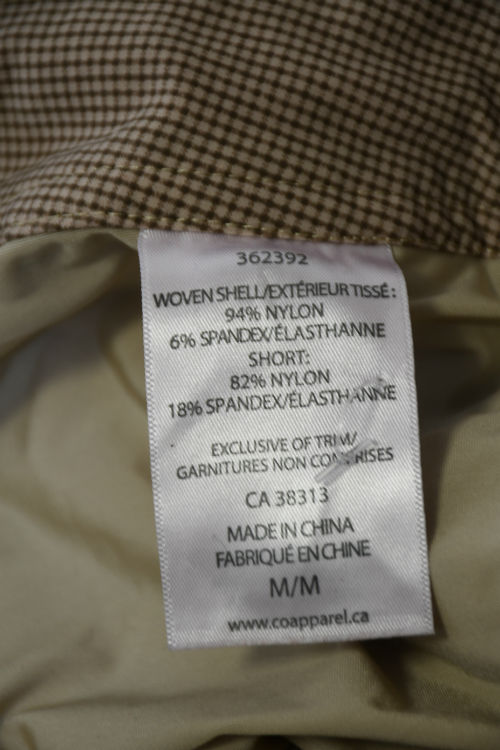 362392
WOVEN SHELL/EXTÉRIEUR TISSÉ:
94% NYLON
6% SPANDEX/ÉLASTHANNE
SHORT:
82% NYLON
18% SPANDEX/ÉLASTHANNE
EXCLUSIVE OF TRIM/
GARNITURES NON COMPRISES
CA 38313
MADE IN CHINA
FABRIQUÉ EN CHINE
M/M
www.coapparel.ca